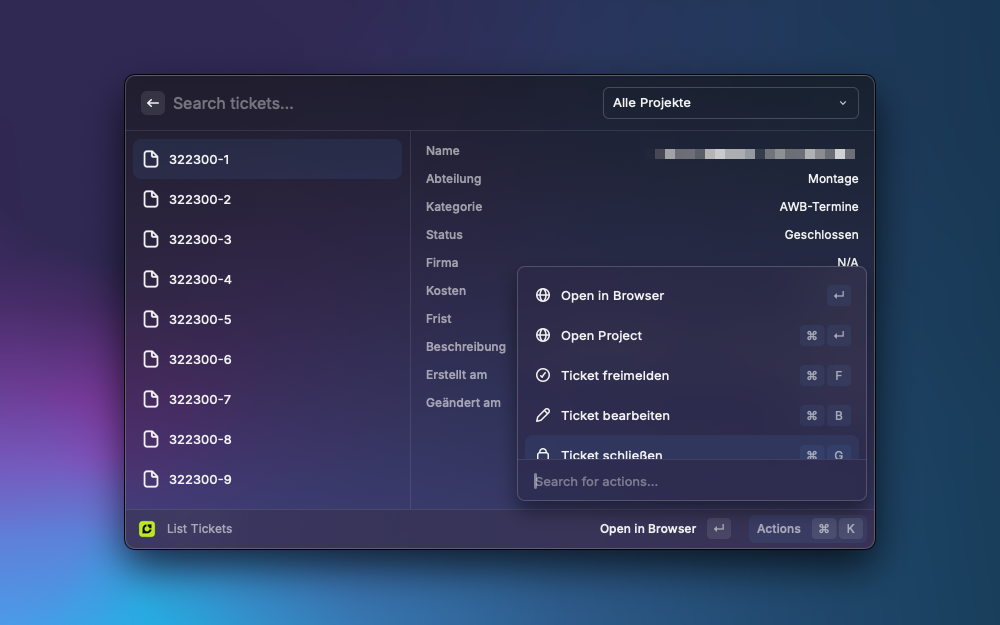 Search tickets...
Alle Projekte
322300-1
322300-2
322300-3
322300-4
322300-5
322300-6
322300-7
322300-8
322300-9
Name
Abteilung Montage
Kategorie AWB-Termine
Status Geschlossen
Firma N/A
Kosten
Frist
Beschreibung
Erstellt am
Geändert am
Open in Browser ↵
Open Project ⌘ ↵
Ticket freimelden ⌘ F
Ticket bearbeiten ⌘ B
Ticket schließen ⌘ G
Search for actions...
List Tickets
Open in Browser ↵
Actions ⌘ K